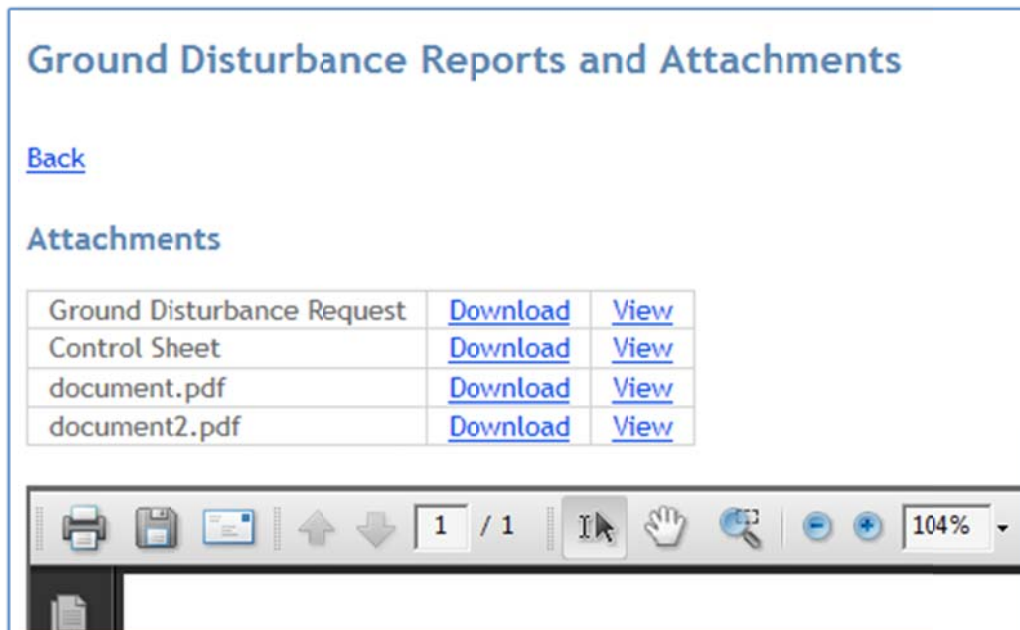 Ground Disturbance Reports and Attachments
Back
Attachments
Ground Disturbance Request Download View
Control Sheet Download View
document.pdf Download View
document2.pdf Download View
1 / 1 104%